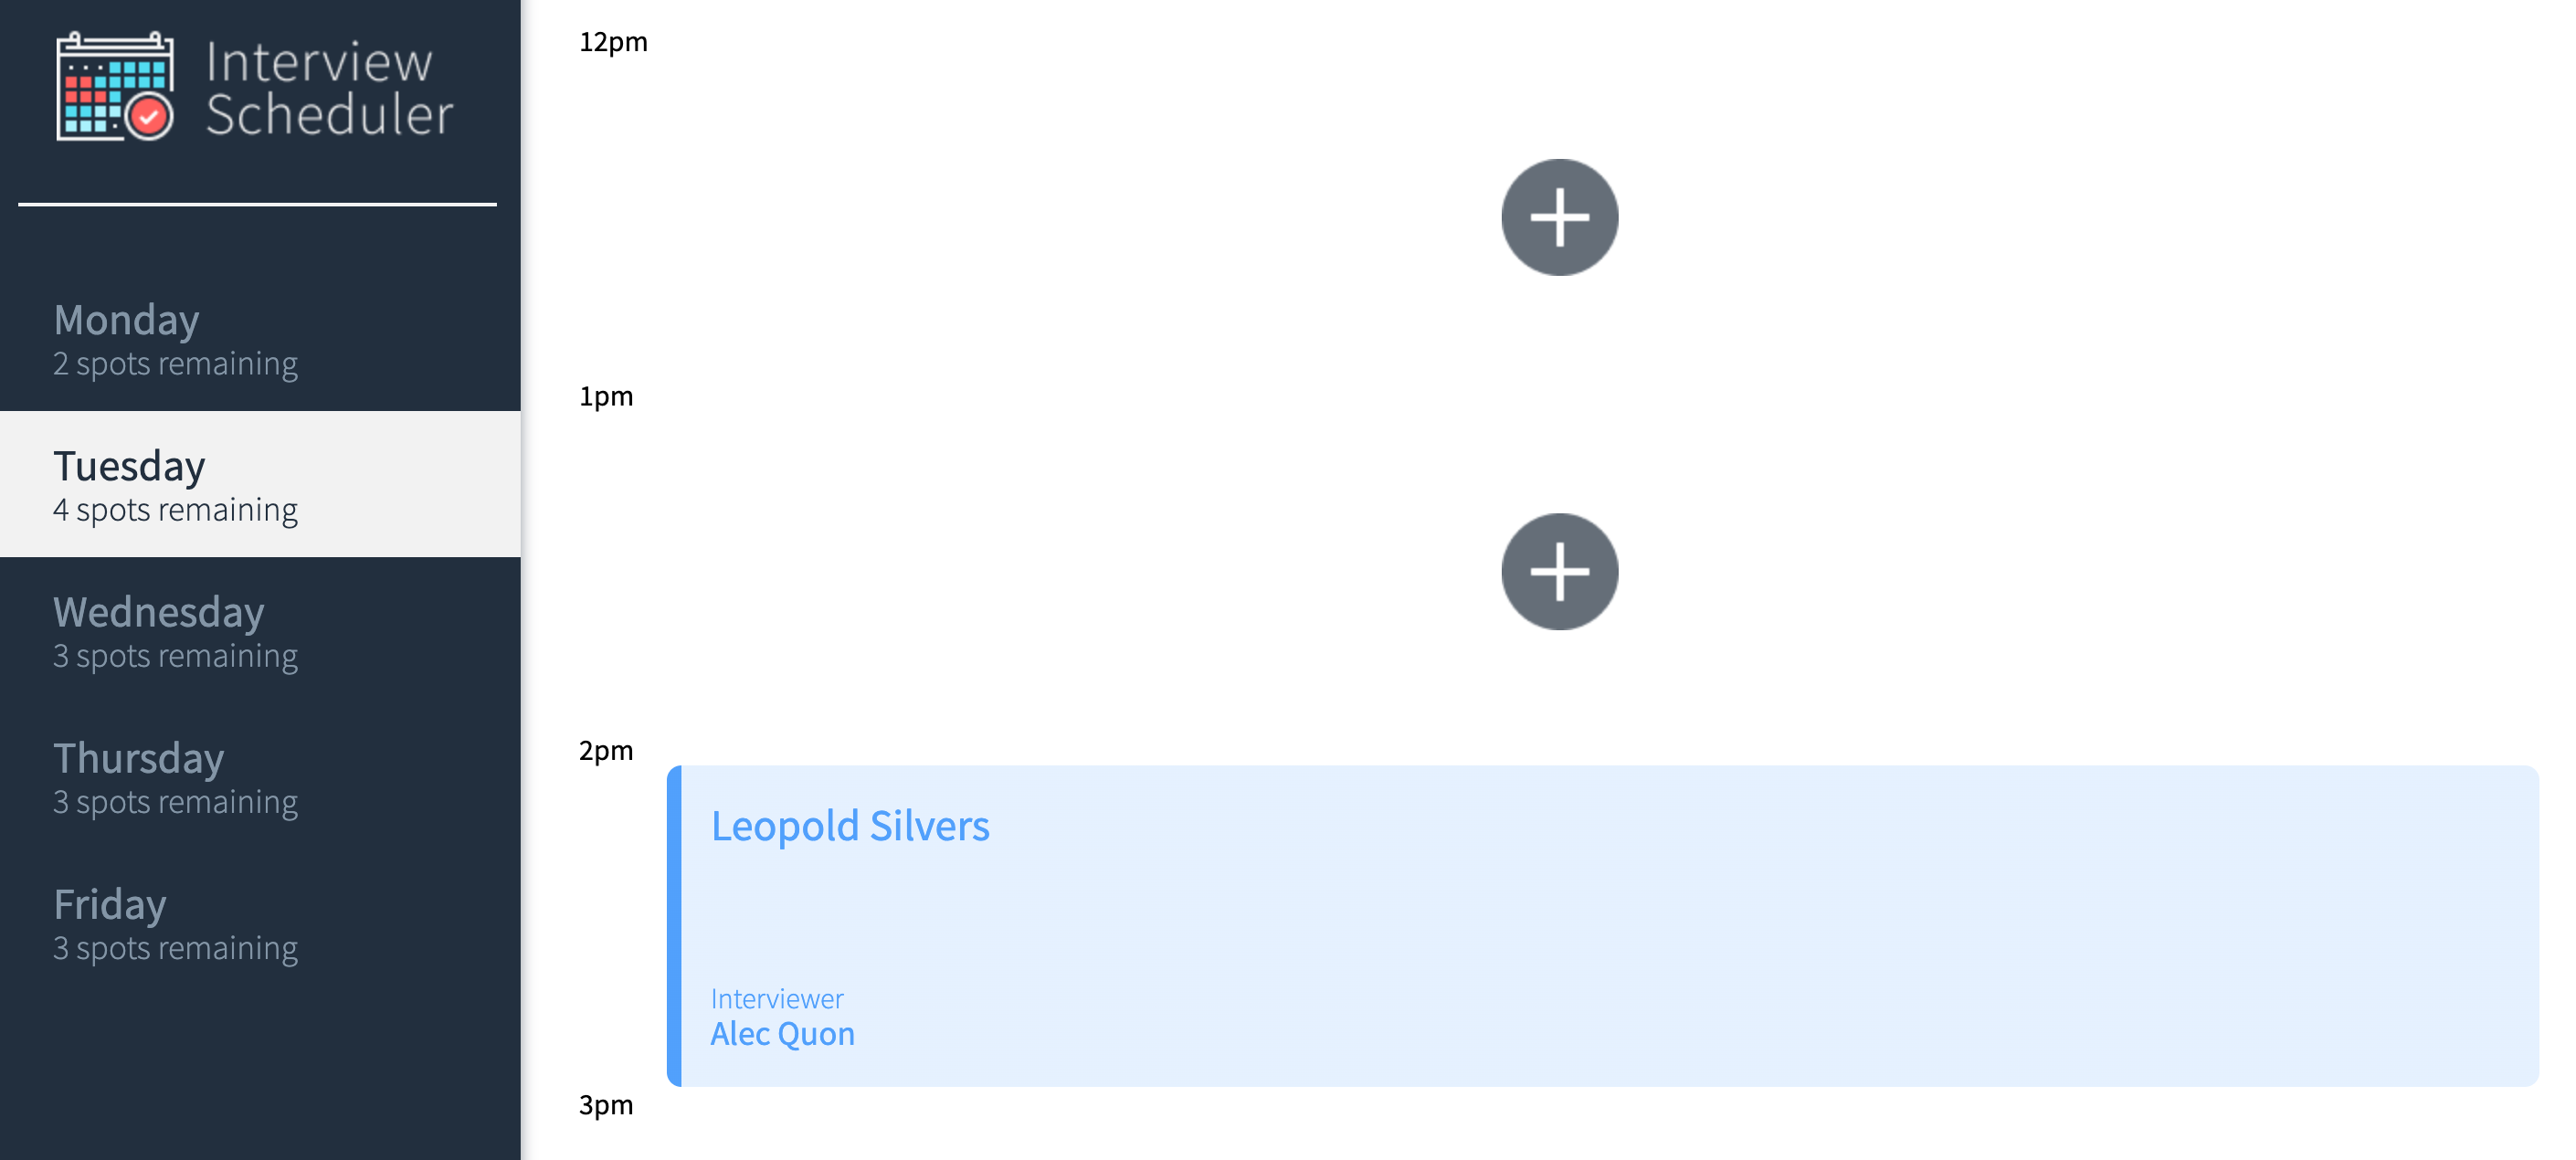 Interview
Scheduler
Monday
2 spots remaining
Tuesday
4 spots remaining
Wednesday
3 spots remaining
Thursday
3 spots remaining
Friday
3 spots remaining
12pm
1pm
2pm
Leopold Silvers
Interviewer
Alec Quon
3pm